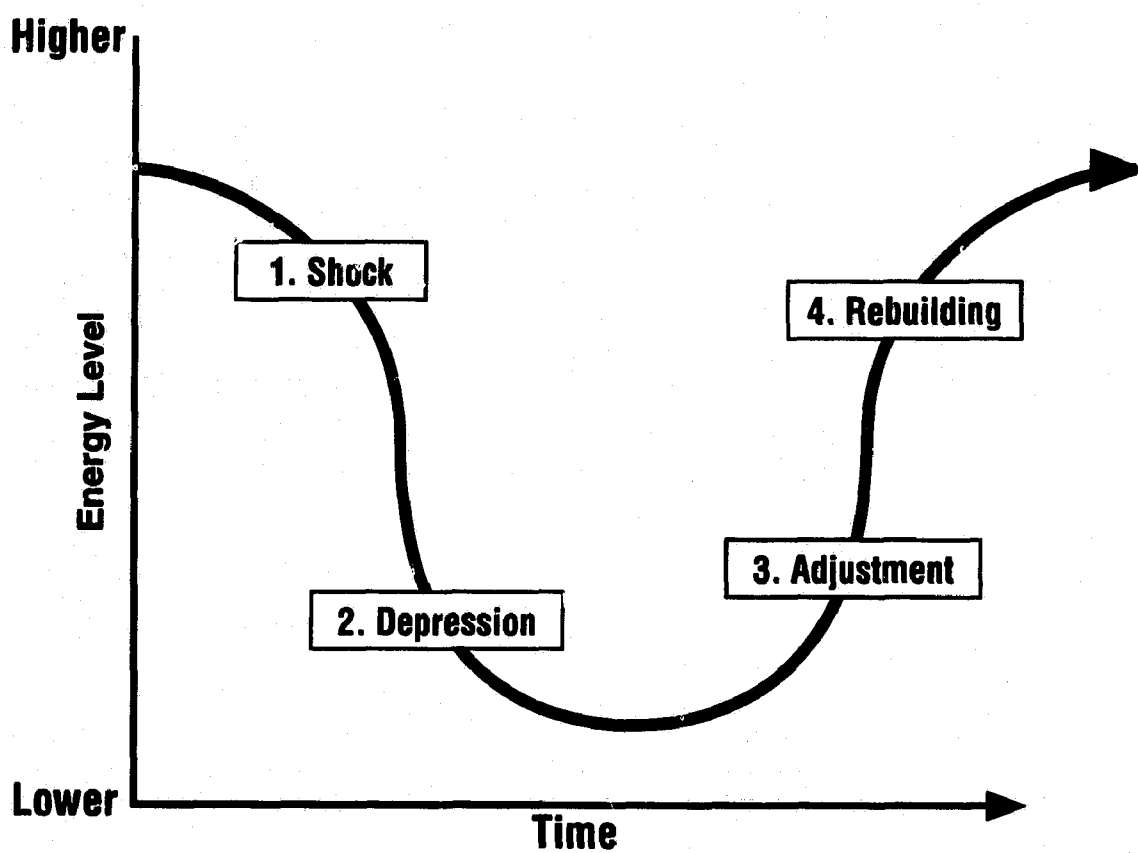 Higher
1. Shock
4. Rebuilding
Energy Level
3. Adjustment
2. Depression
Lower
Time